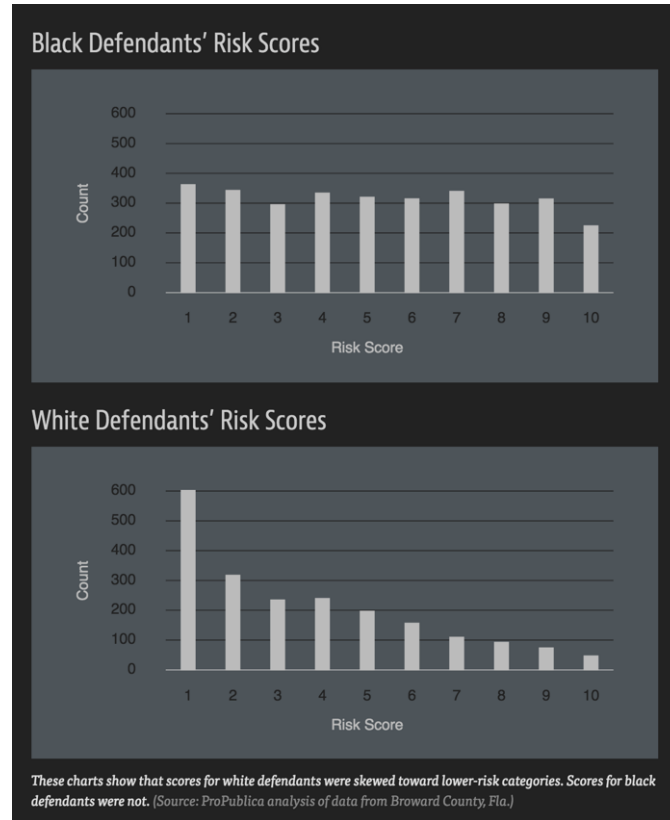 Black Defendants’ Risk Scores
600
500
400
300
200
100
0
Count
1 2 3 4 5 6 7 8 9 10
Risk Score
White Defendants’ Risk Scores
600
500
400
300
200
100
0
Count
1 2 3 4 5 6 7 8 9 10
Risk Score
These charts show that scores for white defendants were skewed toward lower-risk categories. Scores for black
defendants were not. (Source: ProPublica analysis of data from Broward County, Fla.)